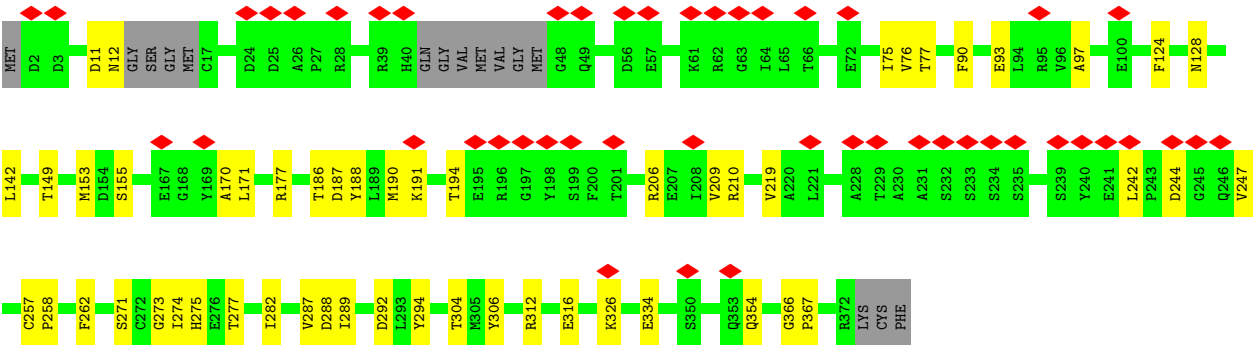 MET D2 D3 D11 N12 GLY SER GLY MET C17 D24 D25 A26 P27 R28 R39 H40 GLN GLY VAL MET VAL GLY MET G48 Q49 D56 E57 K61 R62 G63 I64 L65 T66 E72 I75 V76 T77 F90 E93 L94 R95 V96 A97 E100 F124 N128
L142 T149 M153 D154 S155 E167 G168 Y169 A170 L171 R177 T186 D187 Y188 L189 M190 K191 T194 E195 R196 G197 Y198 S199 F200 T201 R206 E207 I208 V209 R210 V219 A220 L221 A228 T229 A230 A231 S232 S233 S234 S235 S239 Y240 E241 L242 P243 D244 G245 Q246 V247
C257 P258 F262 S271 C272 G273 I274 H275 E276 T277 I282 V287 D288 I289 D292 L293 Y294 T304 M305 Y306 R312 E316 K326 E334 S350 Q353 Q354 G366 P367 R372 LYS CYS PHE